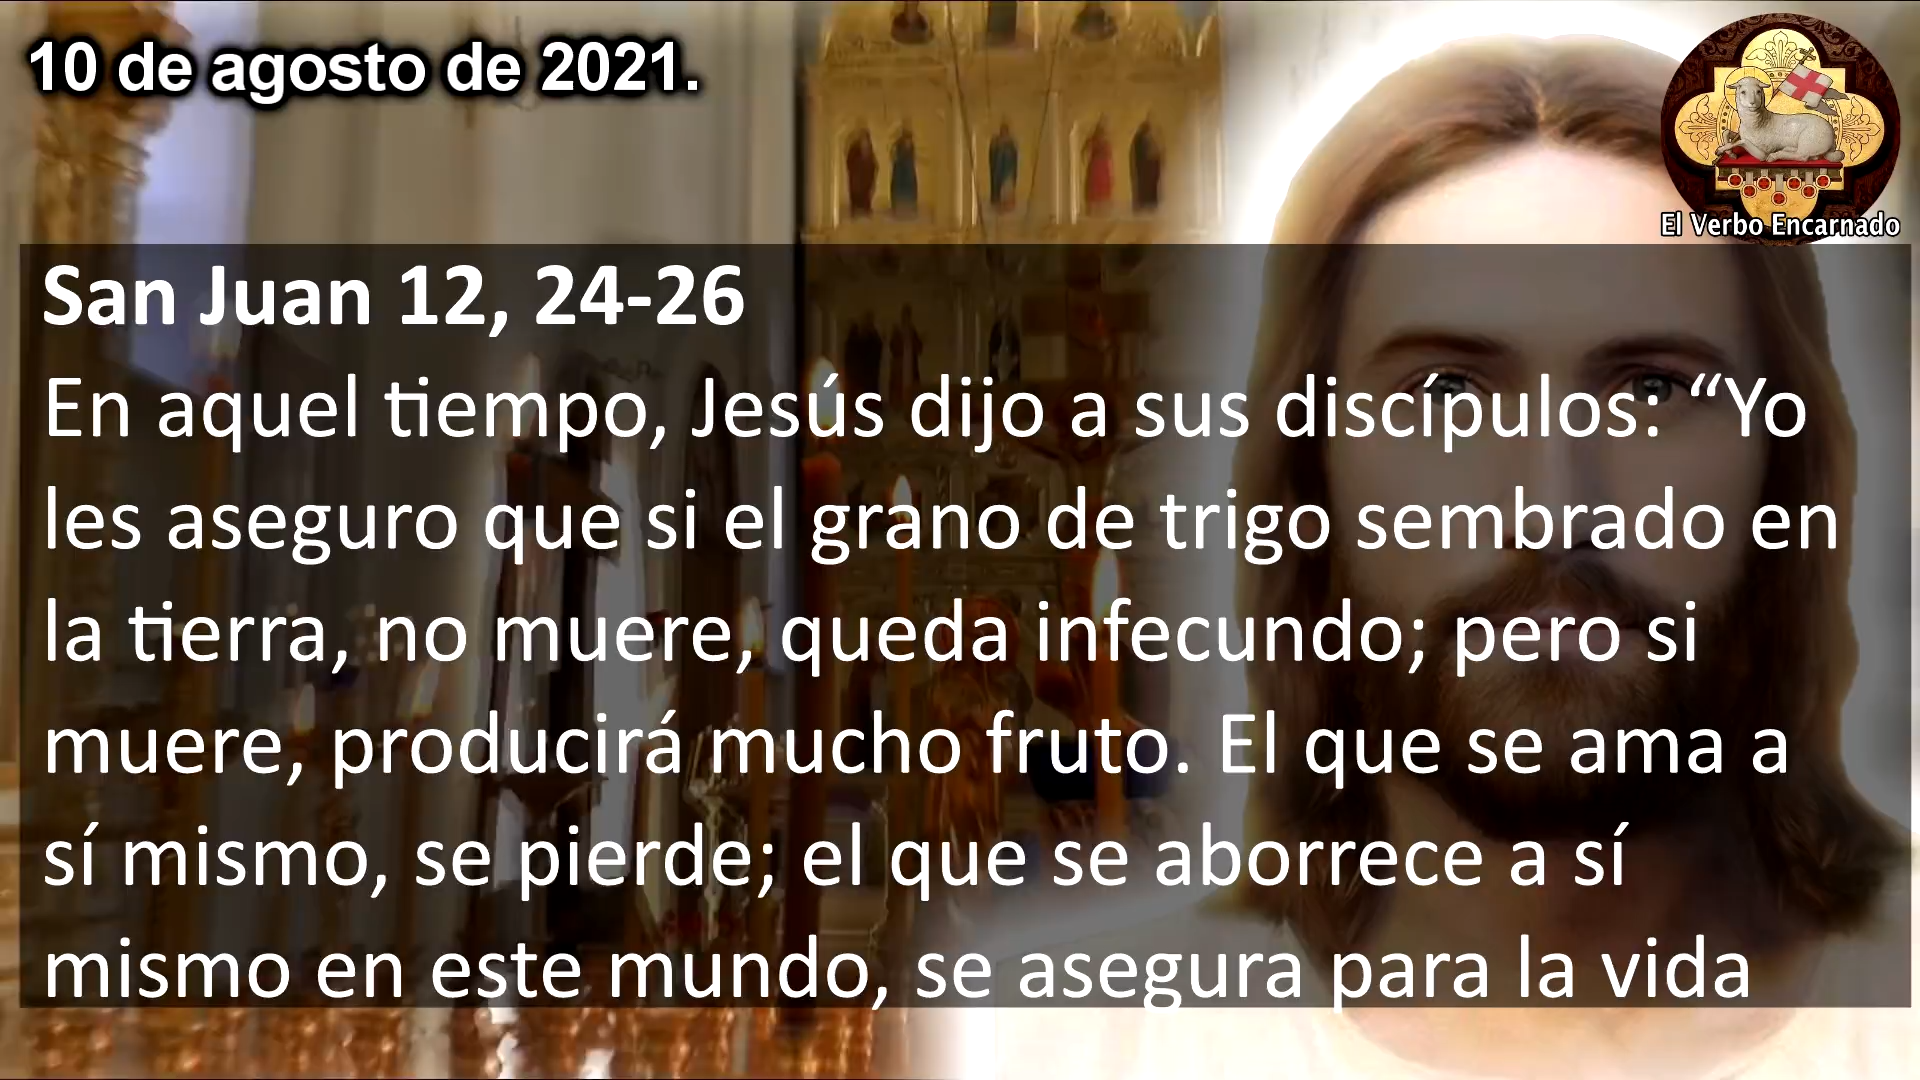 10 de agosto de 2021.
El Verbo Encarnado
San Juan 12, 24-26
En aquel tiempo, Jesús dijo a sus discípulos: “Yo
les aseguro que si el grano de trigo sembrado en
la tierra, no muere, queda infecundo; pero si
muere, producirá mucho fruto. El que se ama a
sí mismo, se pierde; el que se aborrece a sí
mismo en este mundo, se asegura para la vida